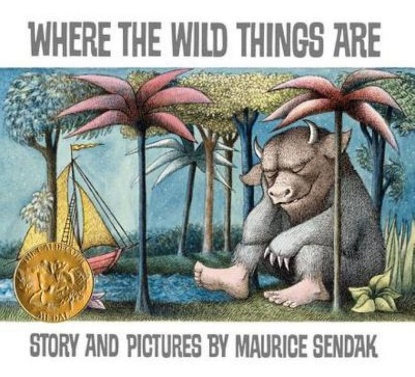 WHERE THE WILD THINGS ARE
STORY AND PICTURES BY MAURICE SENDAK